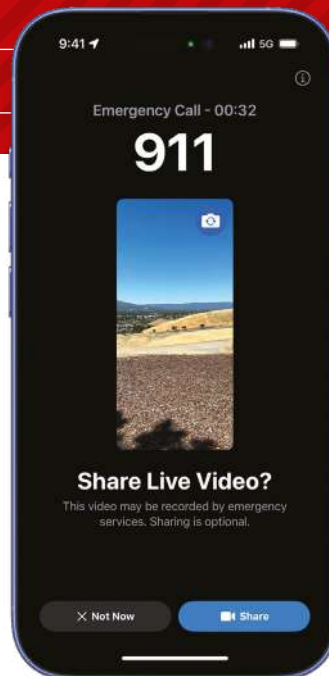 9:41
5G
Emergency Call - 00:32
911
Share Live Video?
This video may be recorded by emergency
services. Sharing is optional.
Not Now
Share